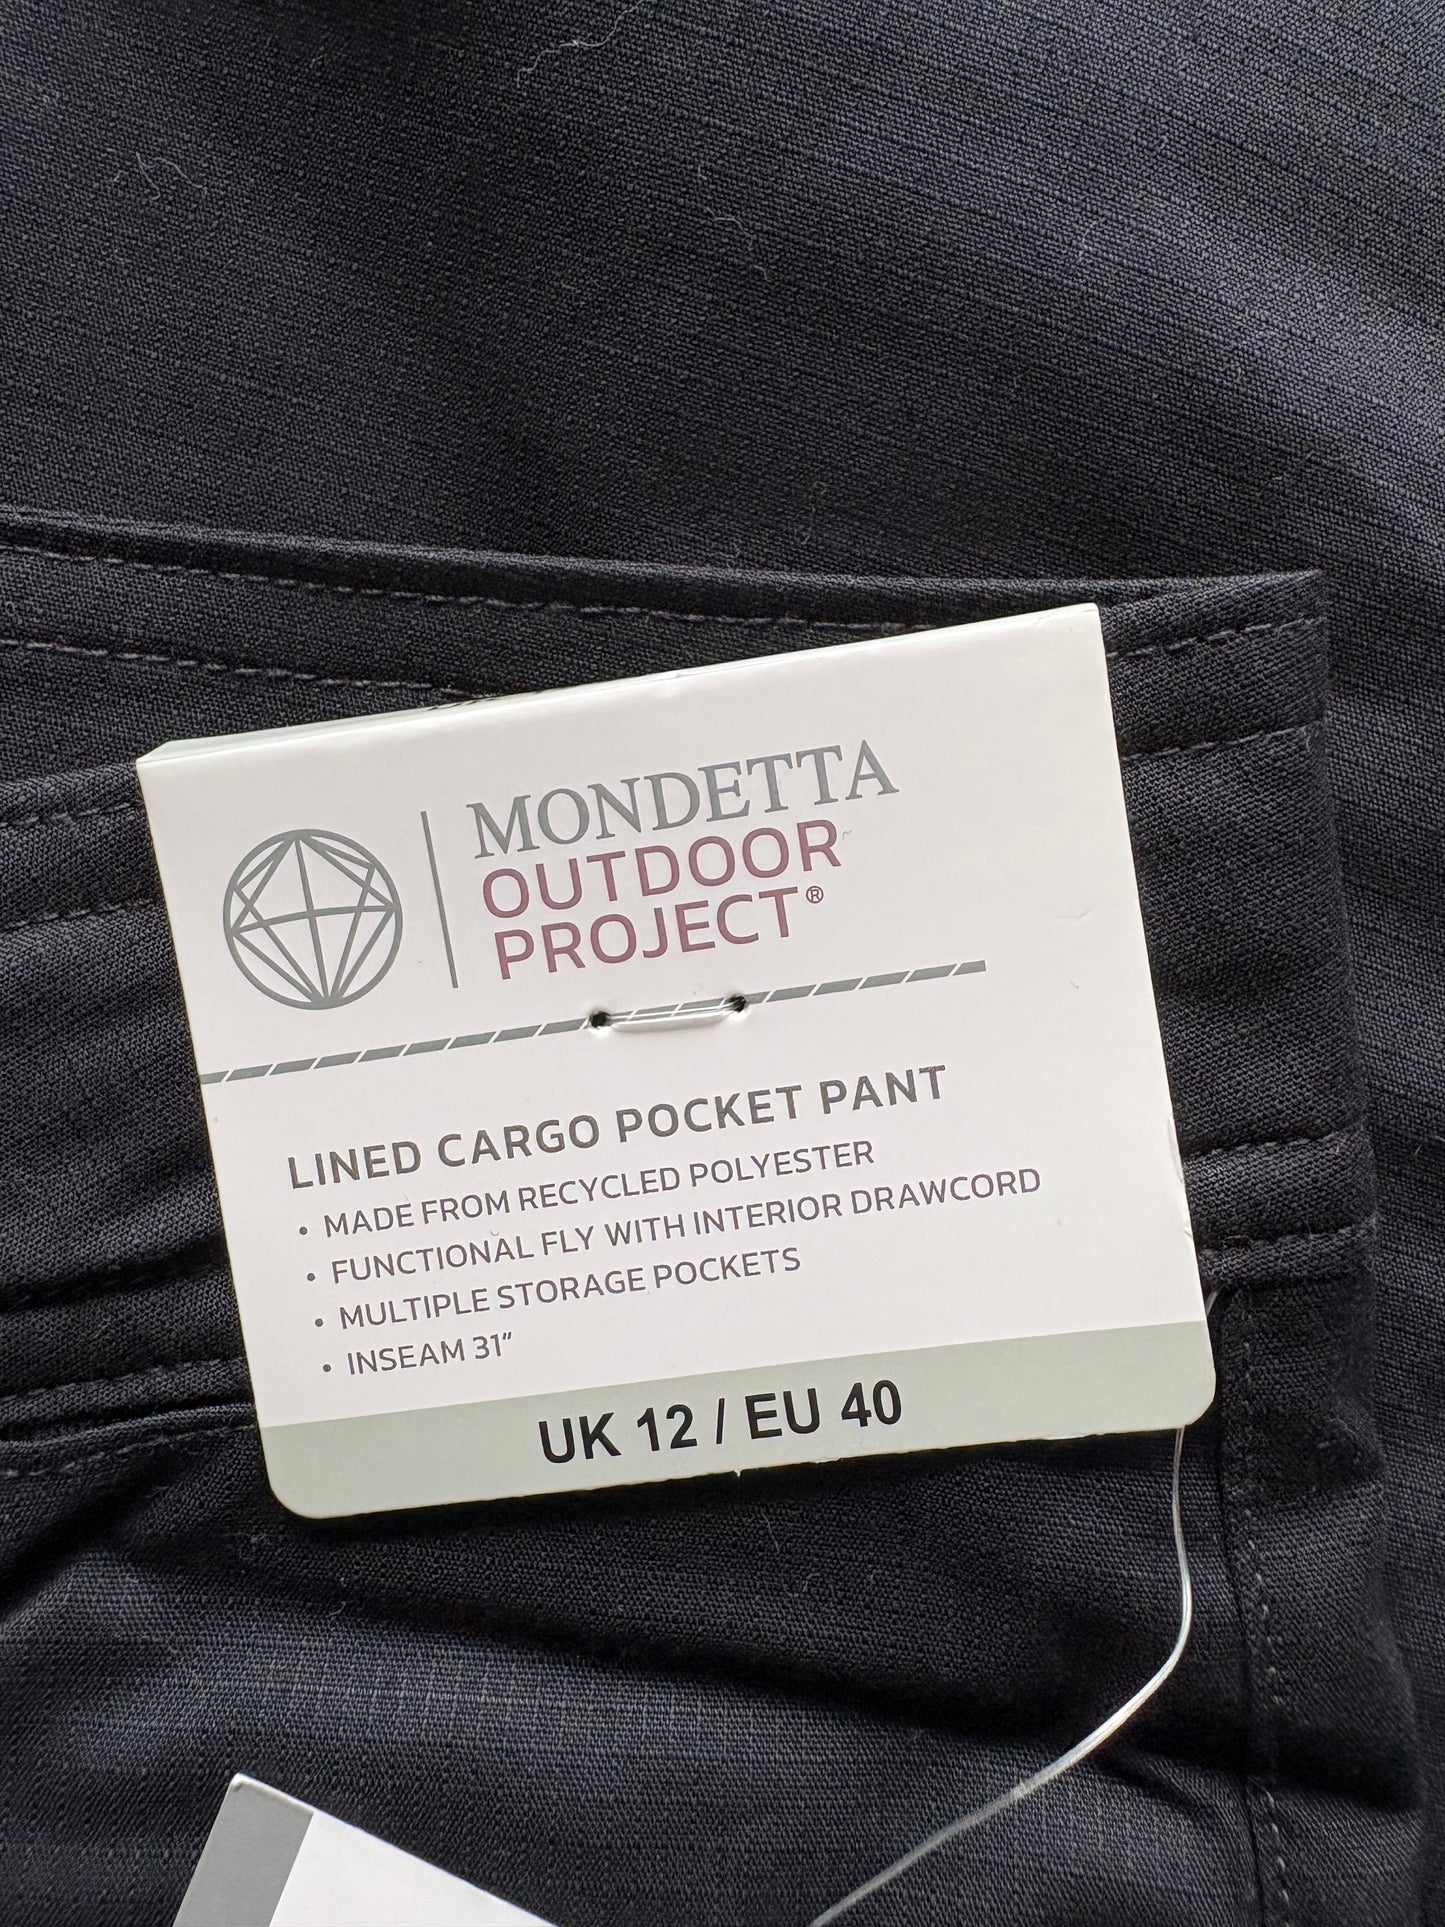 MONDETTA
OUTDOOR
PROJECT®
LINED CARGO POCKET PANT
• MADE FROM RECYCLED POLYESTER
• FUNCTIONAL FLY WITH INTERIOR DRAWCORD
• MULTIPLE STORAGE POCKETS
• INSEAM 31”
UK 12 / EU 40